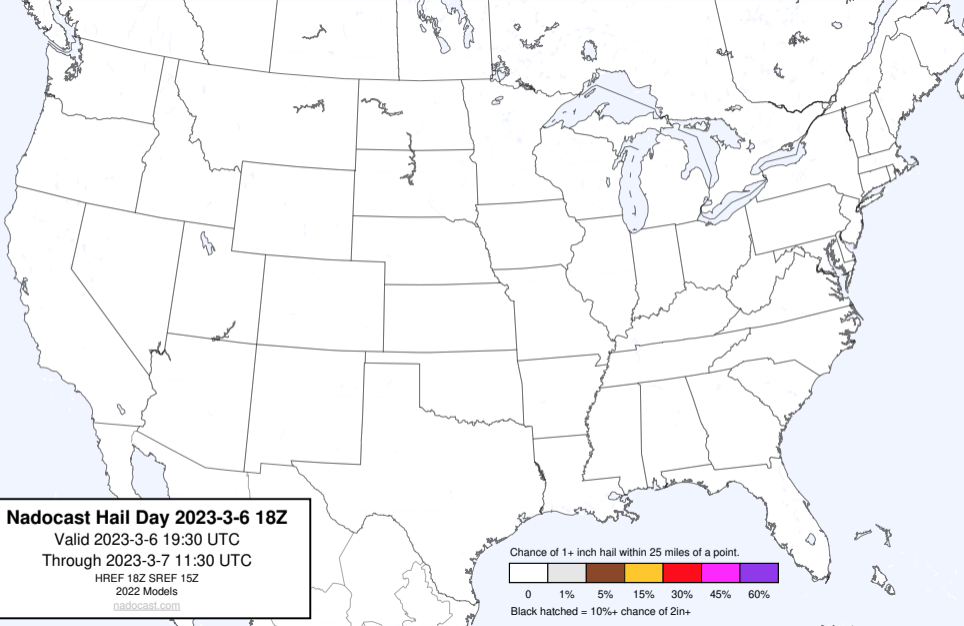 Nadocast Hail Day 2023-3-6 18Z
Valid 2023-3-6 19:30 UTC
Through 2023-3-7 11:30 UTC
HREF 18Z SREF 15Z
2022 Models
nadocast.com
Chance of 1+ inch hail within 25 miles of a point.
0 1% 5% 15% 30% 45% 60%
Black hatched = 10%+ chance of 2in+